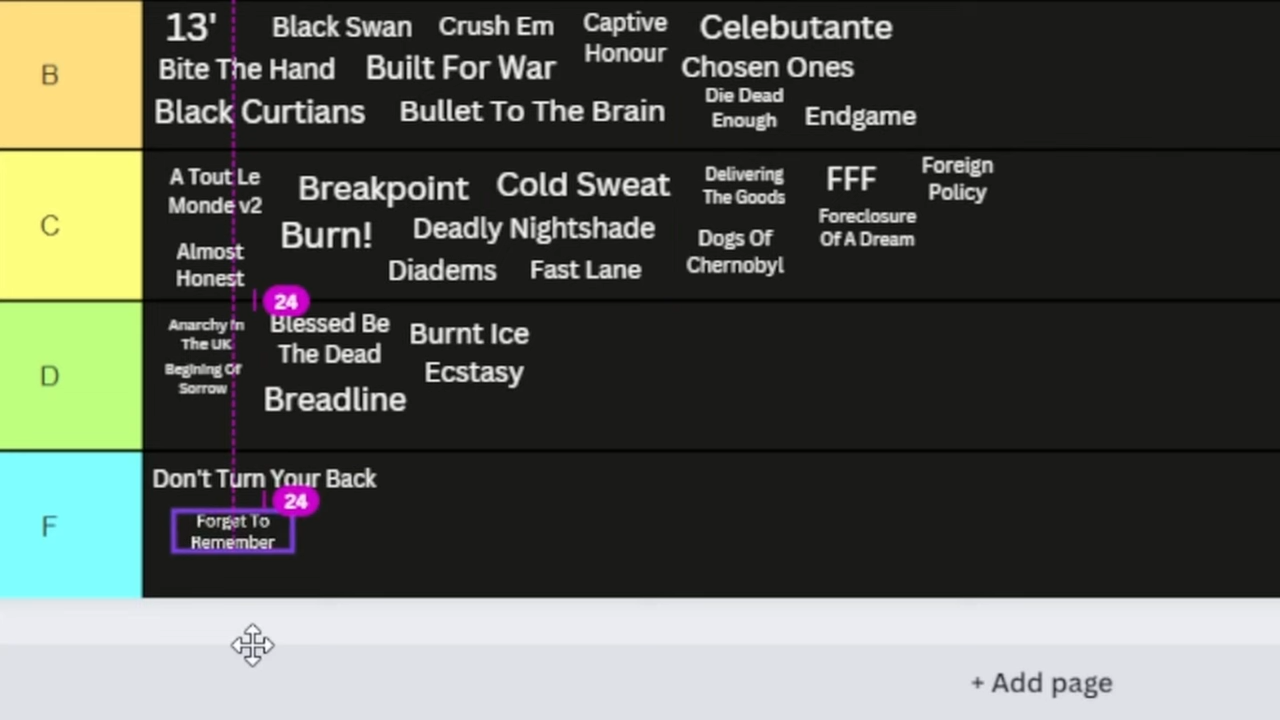 B
13'
Black Swan
Crush Em
Captive
Honour
Celebutante
Bite The Hand
Built For War
Chosen Ones
Black Curtians
Bullet To The Brain
Die Dead
Enough
Endgame
C
A Tout Le
Monde v2
Breakpoint
Cold Sweat
Delivering
The Goods
FFF
Foreign
Policy
Almost
Honest
Burn!
Deadly Nightshade
Dogs Of
Chernobyl
Foreclosure
Of A Dream
Diadems
Fast Lane
24
D
Anarchy In
The UK
Blessed Be
The Dead
Burnt Ice
Begining Of
Sorrow
Breadline
Ecstasy
F
Don't Turn Your Back
24
Forget To
Remember
+ Add page